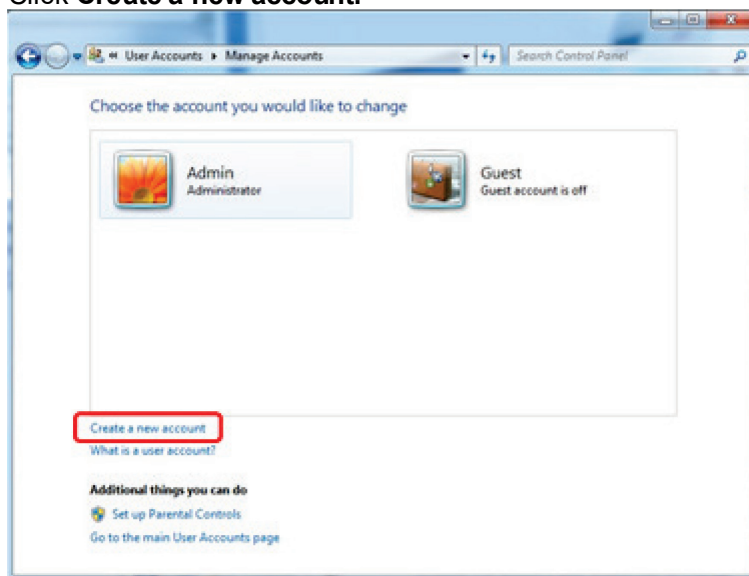 Click Create a new account.
« User Accounts ▸ Manage Accounts
Search Control Panel
Choose the account you would like to change
Admin
Administrator
Guest
Guest account is off
Create a new account
What is a user account?
Additional things you can do
Set up Parental Controls
Go to the main User Accounts page